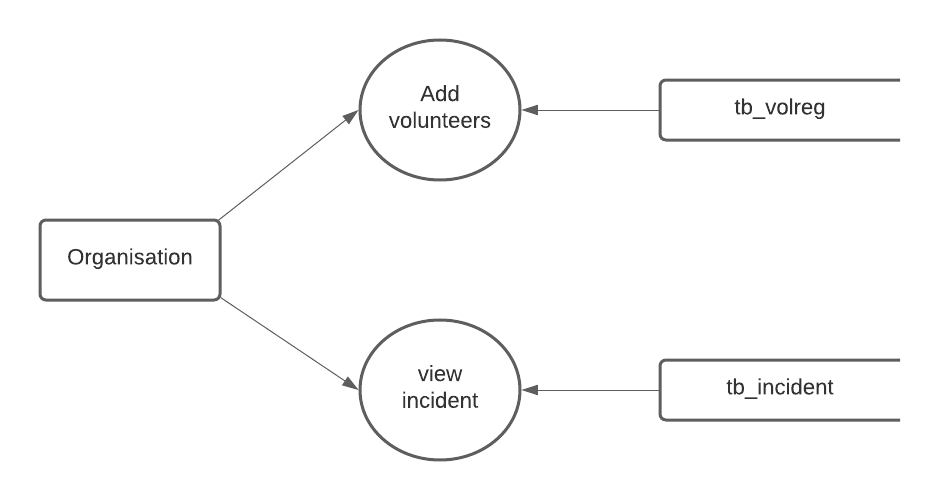 Add
volunteers
tb_volreg
Organisation
view
incident
tb_incident